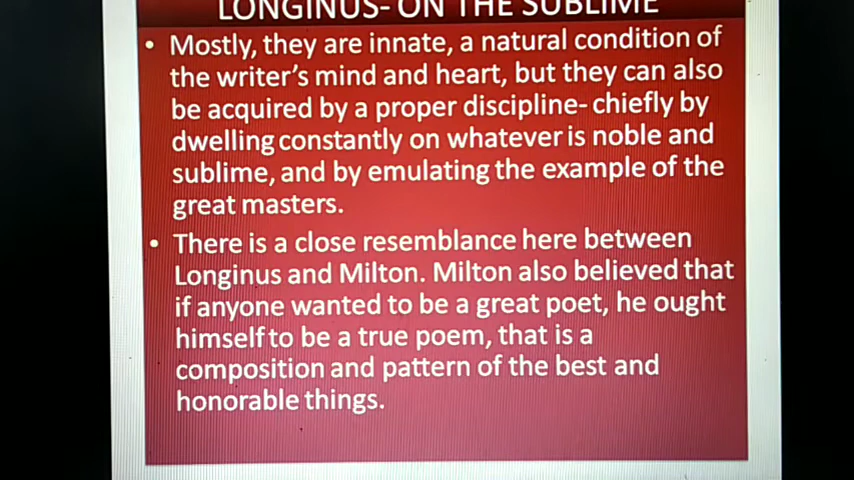 LONGINUS- ON THE SUBLIME
• Mostly, they are innate, a natural condition of
the writer's mind and heart, but they can also
be acquired by a proper discipline- chiefly by
dwelling constantly on whatever is noble and
sublime, and by emulating the example of the
great masters.
• There is a close resemblance here between
Longinus and Milton. Milton also believed that
if anyone wanted to be a great poet, he ought
himself to be a true poem, that is a
composition and pattern of the best and
honorable things.